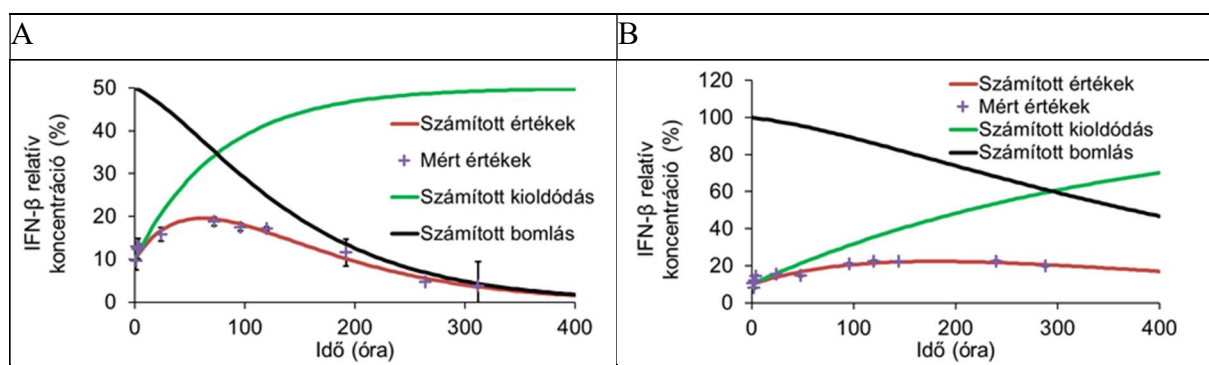 A
B
50
40
30
20
10
0
IFN-β relatív
koncentráció (%)
Számított értékek
Mért értékek
Számított kioldódás
Számított bomlás
0 100 200 300 400
Idő (óra)
120
100
80
60
40
20
0
IFN-β relatív
koncentráció (%)
Számított értékek
Mért értékek
Számított kioldódás
Számított bomlás
0 100 200 300 400
Idő (óra)